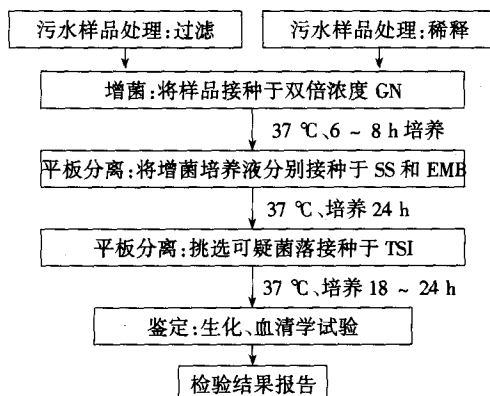 污水样品处理:过滤
污水样品处理:稀释
增菌:将样品接种于双倍浓度 GN
37 ℃、6 ~ 8 h 培养
平板分离:将增菌培养液分别接种于 SS 和 EMB
37 ℃、培养 24 h
平板分离:挑选可疑菌落接种于 TSI
37 ℃、培养 18 ~ 24 h
鉴定:生化、血清学试验
检验结果报告